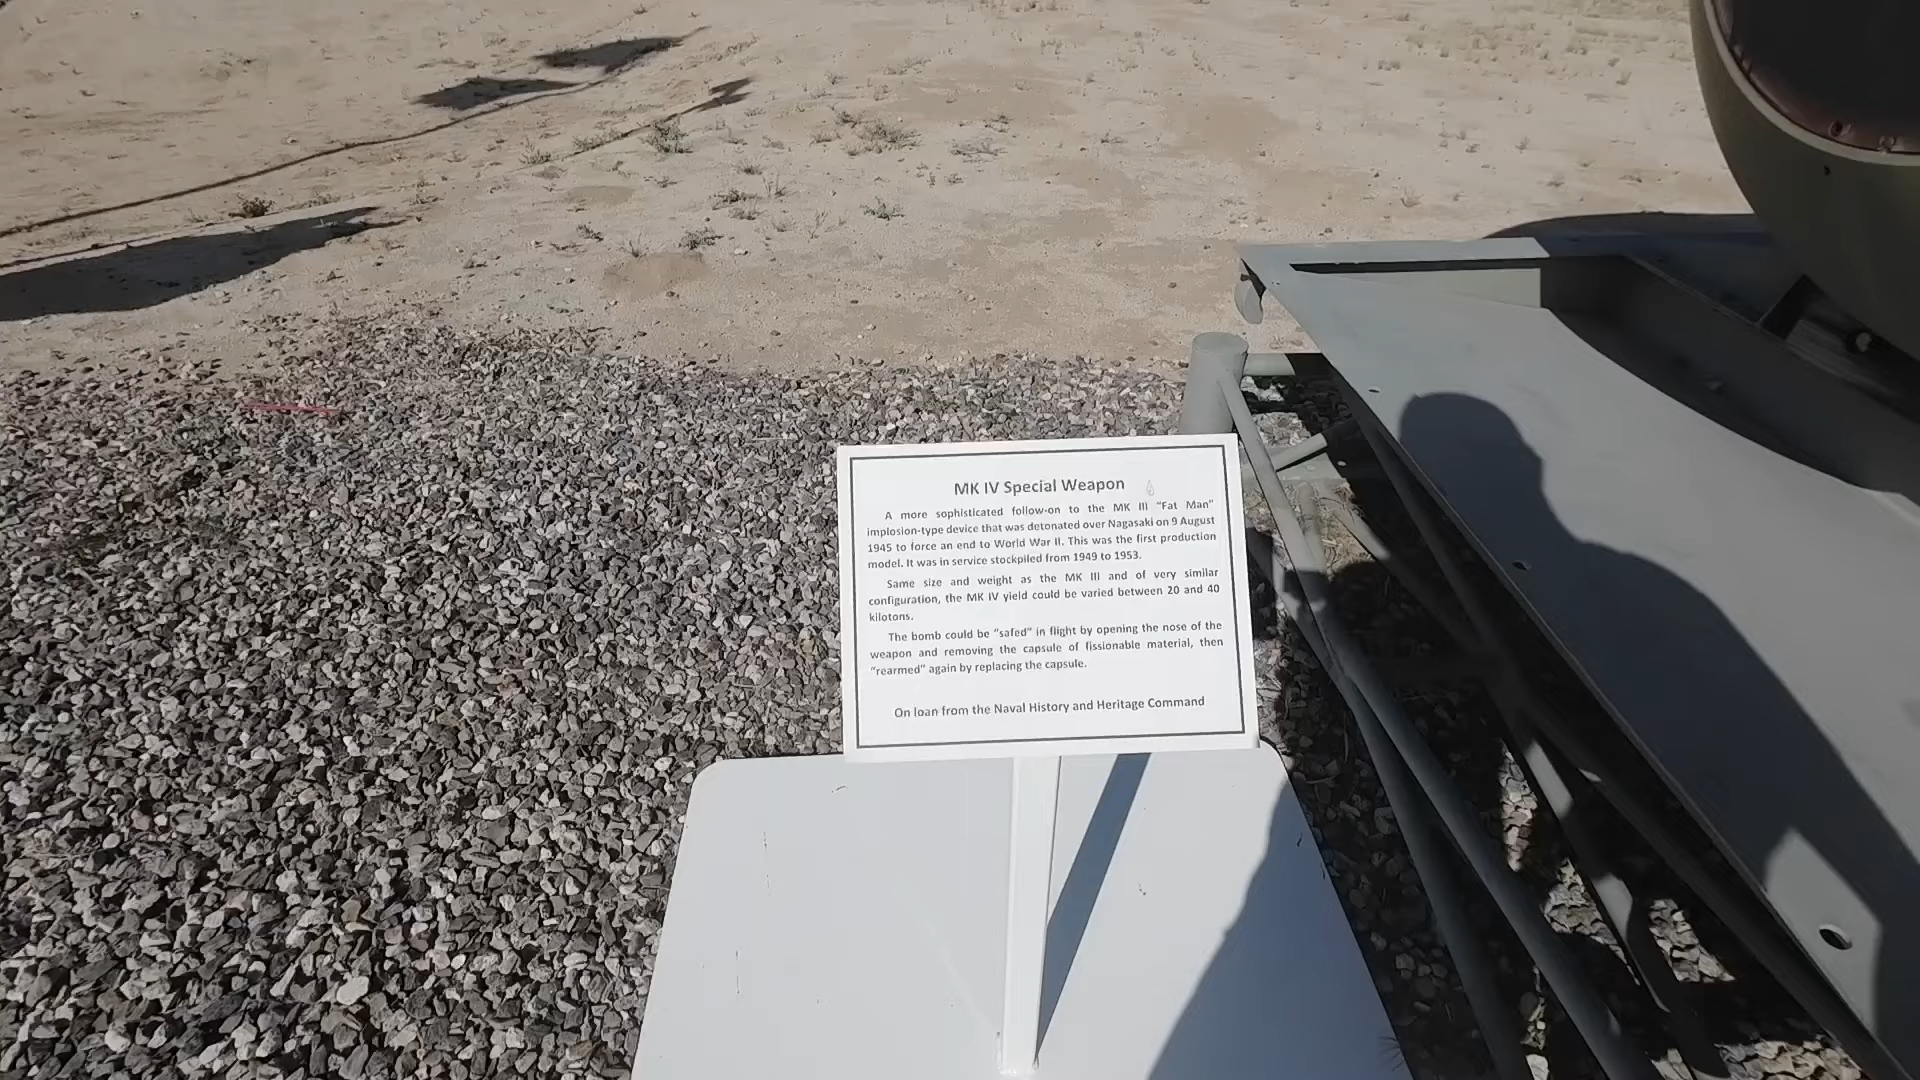 MK IV Special Weapon
A more sophisticated follow-on to the MK III "Fat Man"
implosion-type device that was detonated over Nagasaki on 9 August
1945 to force an end to World War II. This was the first production
model. It was in service stockpiled from 1949 to 1953.
Same size and weight as the MK III and of very similar
configuration, the MK IV yield could be varied between 20 and 40
kilotons.
The bomb could be "safed" in flight by opening the nose of the
weapon and removing the capsule of fissionable material, then
"rearmed" again by replacing the capsule.
On loan from the Naval History and Heritage Command